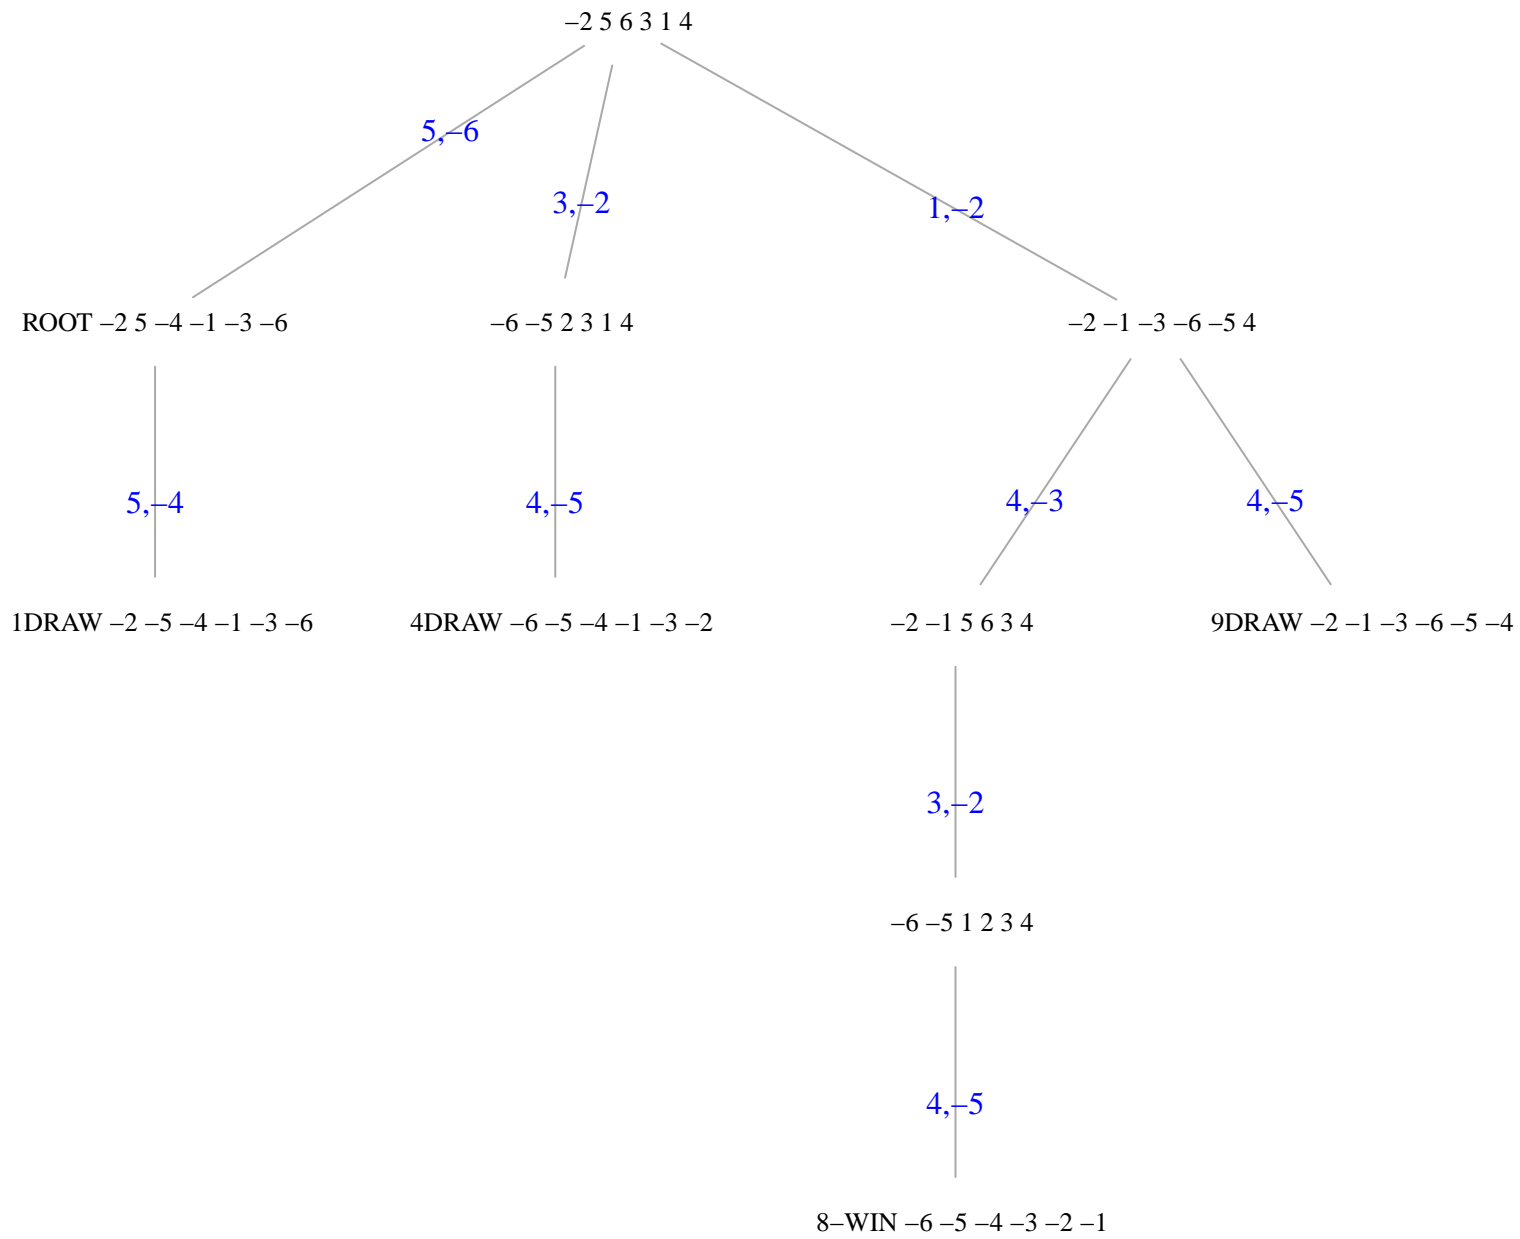 –2 5 6 3 1 4
5,–6
3,–2
1,–2
ROOT –2 5 –4 –1 –3 –6
–6 –5 2 3 1 4
–2 –1 –3 –6 –5 4
5,–4
4,–5
4,–3
4,–5
1DRAW –2 –5 –4 –1 –3 –6
4DRAW –6 –5 –4 –1 –3 –2
–2 –1 5 6 3 4
9DRAW –2 –1 –3 –6 –5 –4
3,–2
–6 –5 1 2 3 4
4,–5
8–WIN –6 –5 –4 –3 –2 –1